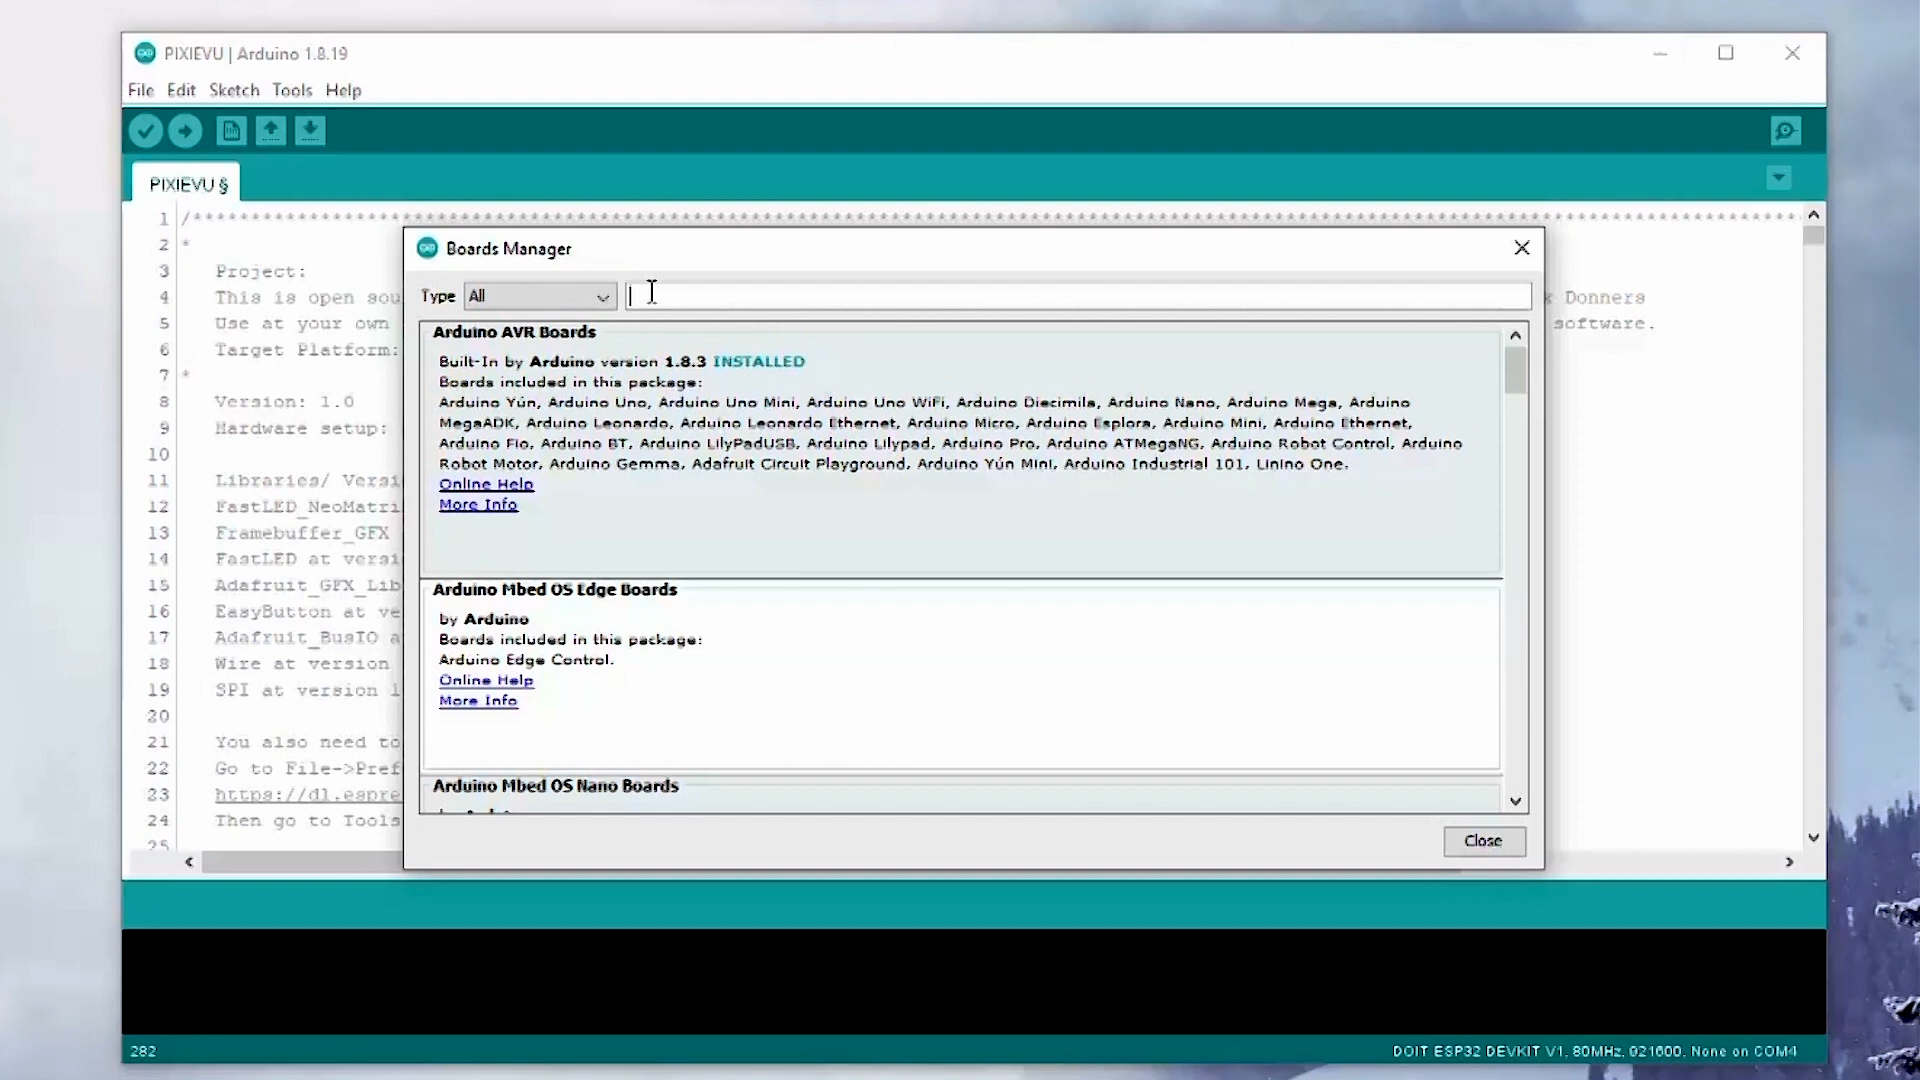 PIXIEVU | Arduino 1.8.19
File Edit Sketch Tools Help
PIXIEVU §
1 /*****
2 *
3 Project:
4 This is open sou
Donners
5 Use at your own
software.
6 Target Platform:
7 *
8 Version: 1.0
9 Hardware setup:
10
11 Libraries/ Versi
12 FastLED_NeoMatri
13 Framebuffer_GFX
14 FastLED at versi
15 Adafruit_GFX_Lib
16 EasyButton at ve
17 Adafruit_BusIO a
18 Wire at version
19 SPI at version 1
20
21 You also need to
22 Go to File->Pref
23 https://dl.espre
24 Then go to Tools
25
Boards Manager
Type All
Arduino AVR Boards
Built-In by Arduino version 1.8.3 INSTALLED
Boards included in this package:
Arduino Yún, Arduino Uno, Arduino Uno Mini, Arduino Uno WiFi, Arduino Diecimila, Arduino Nano, Arduino Mega, Arduino
MegaADK, Arduino Leonardo, Arduino Leonardo Ethernet, Arduino Micro, Arduino Esplora, Arduino Mini, Arduino Ethernet,
Arduino Fio, Arduino BT, Arduino LilyPadUSB, Arduino Lilypad, Arduino Pro, Arduino ATMegaNG, Arduino Robot Control, Arduino
Robot Motor, Arduino Gemma, Adafruit Circuit Playground, Arduino Yún Mini, Arduino Industrial 101, Linino One.
Online Help
More Info
Arduino Mbed OS Edge Boards
by Arduino
Boards included in this package:
Arduino Edge Control.
Online Help
More Info
Arduino Mbed OS Nano Boards
Close
282
DOIT ESP32 DEVKIT V1, 80MHz, 921600, None on COM4